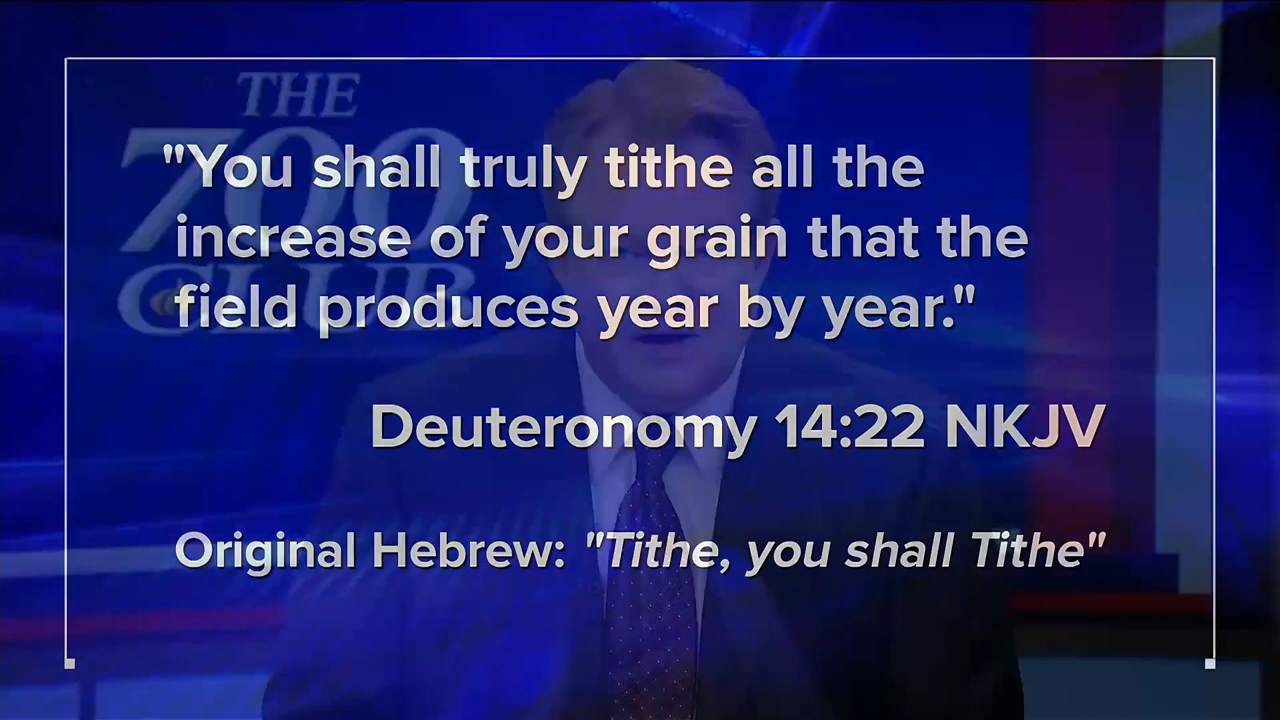 THE
700
CLUB
"You shall truly tithe all the
increase of your grain that the
field produces year by year."
Deuteronomy 14:22 NKJV
Original Hebrew: "Tithe, you shall Tithe"